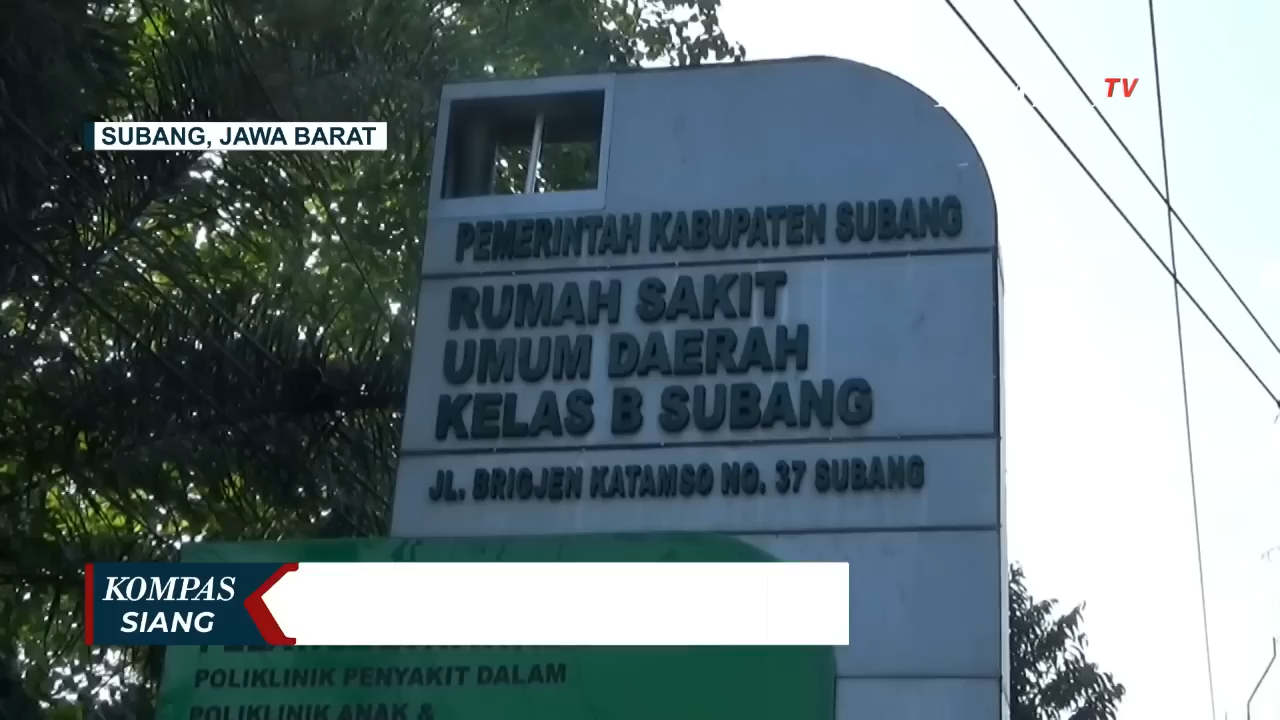 TV
SUBANG, JAWA BARAT
PEMERINTAH KABUPATEN SUBANG
RUMAH SAKIT
UMUM DAERAH
KELAS B SUBANG
JL. BRIGJEN KATAMSO NO. 37 SUBANG
KOMPAS
SIANG
POLIKLINIK PENYAKIT DALAM
POLIKLINIK ANAK &